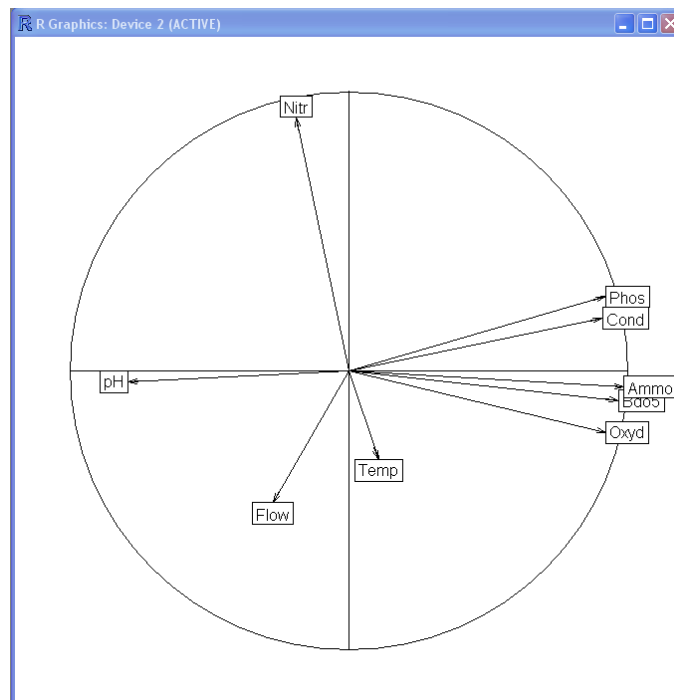 R Graphics: Device 2 (ACTIVE)
Nitr
Phos
Cond
pH
Ammo
Bdo5
Oxyd
Temp
Flow